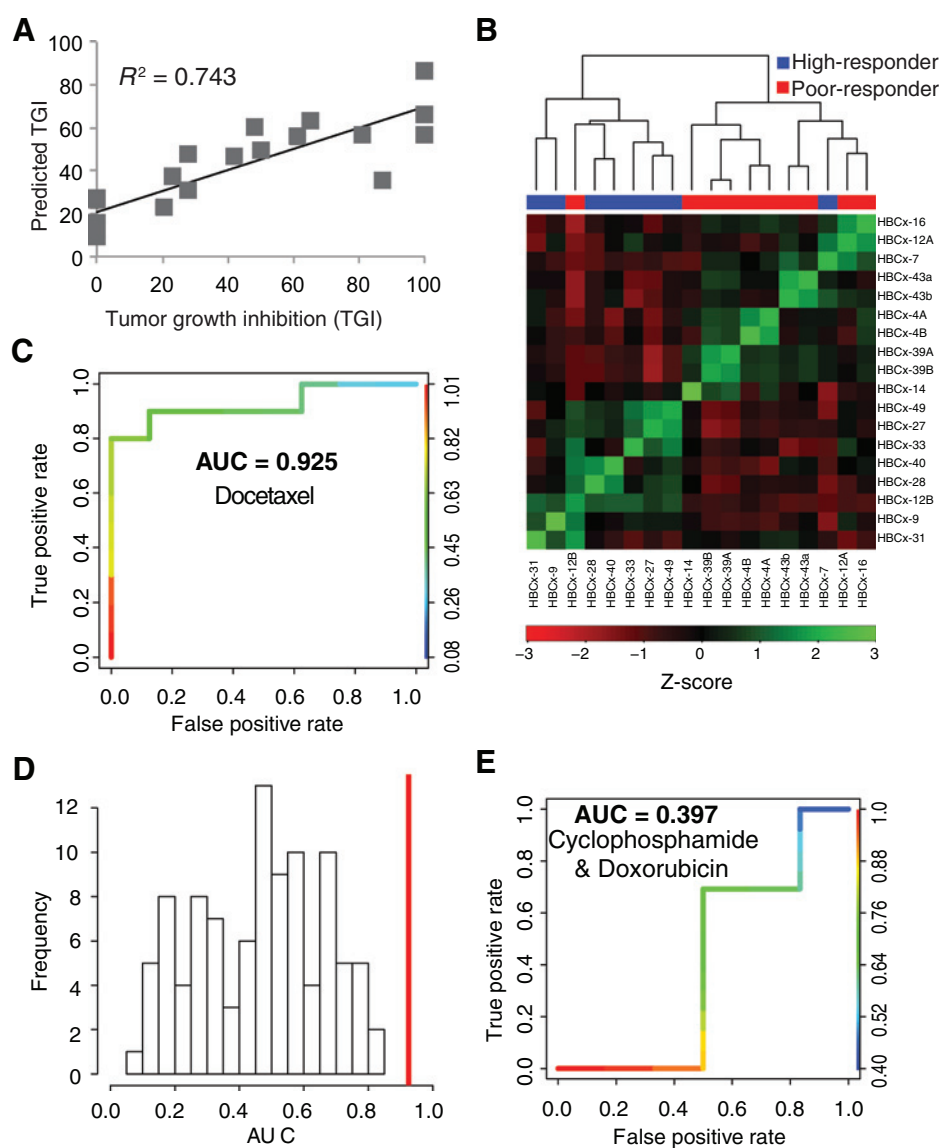 A
100
80
60
40
20
0
Predicted TGI
R² = 0.743
0
20
40
60
80
100
Tumor growth inhibition (TGI)
B
High-responder
Poor-responder
HBCx-16
HBCx-12A
HBCx-7
HBCx-43a
HBCx-43b
HBCx-4A
HBCx-4B
HBCx-39A
HBCx-39B
HBCx-14
HBCx-49
HBCx-27
HBCx-33
HBCx-40
HBCx-28
HBCx-12B
HBCx-9
HBCx-31
HBCx-31
HBCx-9
HBCx-12B
HBCx-28
HBCx-40
HBCx-33
HBCx-27
HBCx-49
HBCx-14
HBCx-39B
HBCx-39A
HBCx-4B
HBCx-4A
HBCx-43b
HBCx-43a
HBCx-7
HBCx-12A
HBCx-16
−3
−2
−1
0
1
2
3
Z-score
C
True positive rate
0.0
0.2
0.4
0.6
0.8
1.0
AUC = 0.925
Docetaxel
0.08
0.26
0.45
0.63
0.82
1.01
0.0
0.2
0.4
0.6
0.8
1.0
False positive rate
D
Frequency
12
10
8
6
4
2
0
0.0
0.2
0.4
0.6
0.8
1.0
AU C
E
True positive rate
0.0
0.2
0.4
0.6
0.8
1.0
AUC = 0.397
Cyclophosphamide
& Doxorubicin
0.40
0.52
0.64
0.76
0.88
1.0
0.0
0.2
0.4
0.6
0.8
1.0
False positive rate